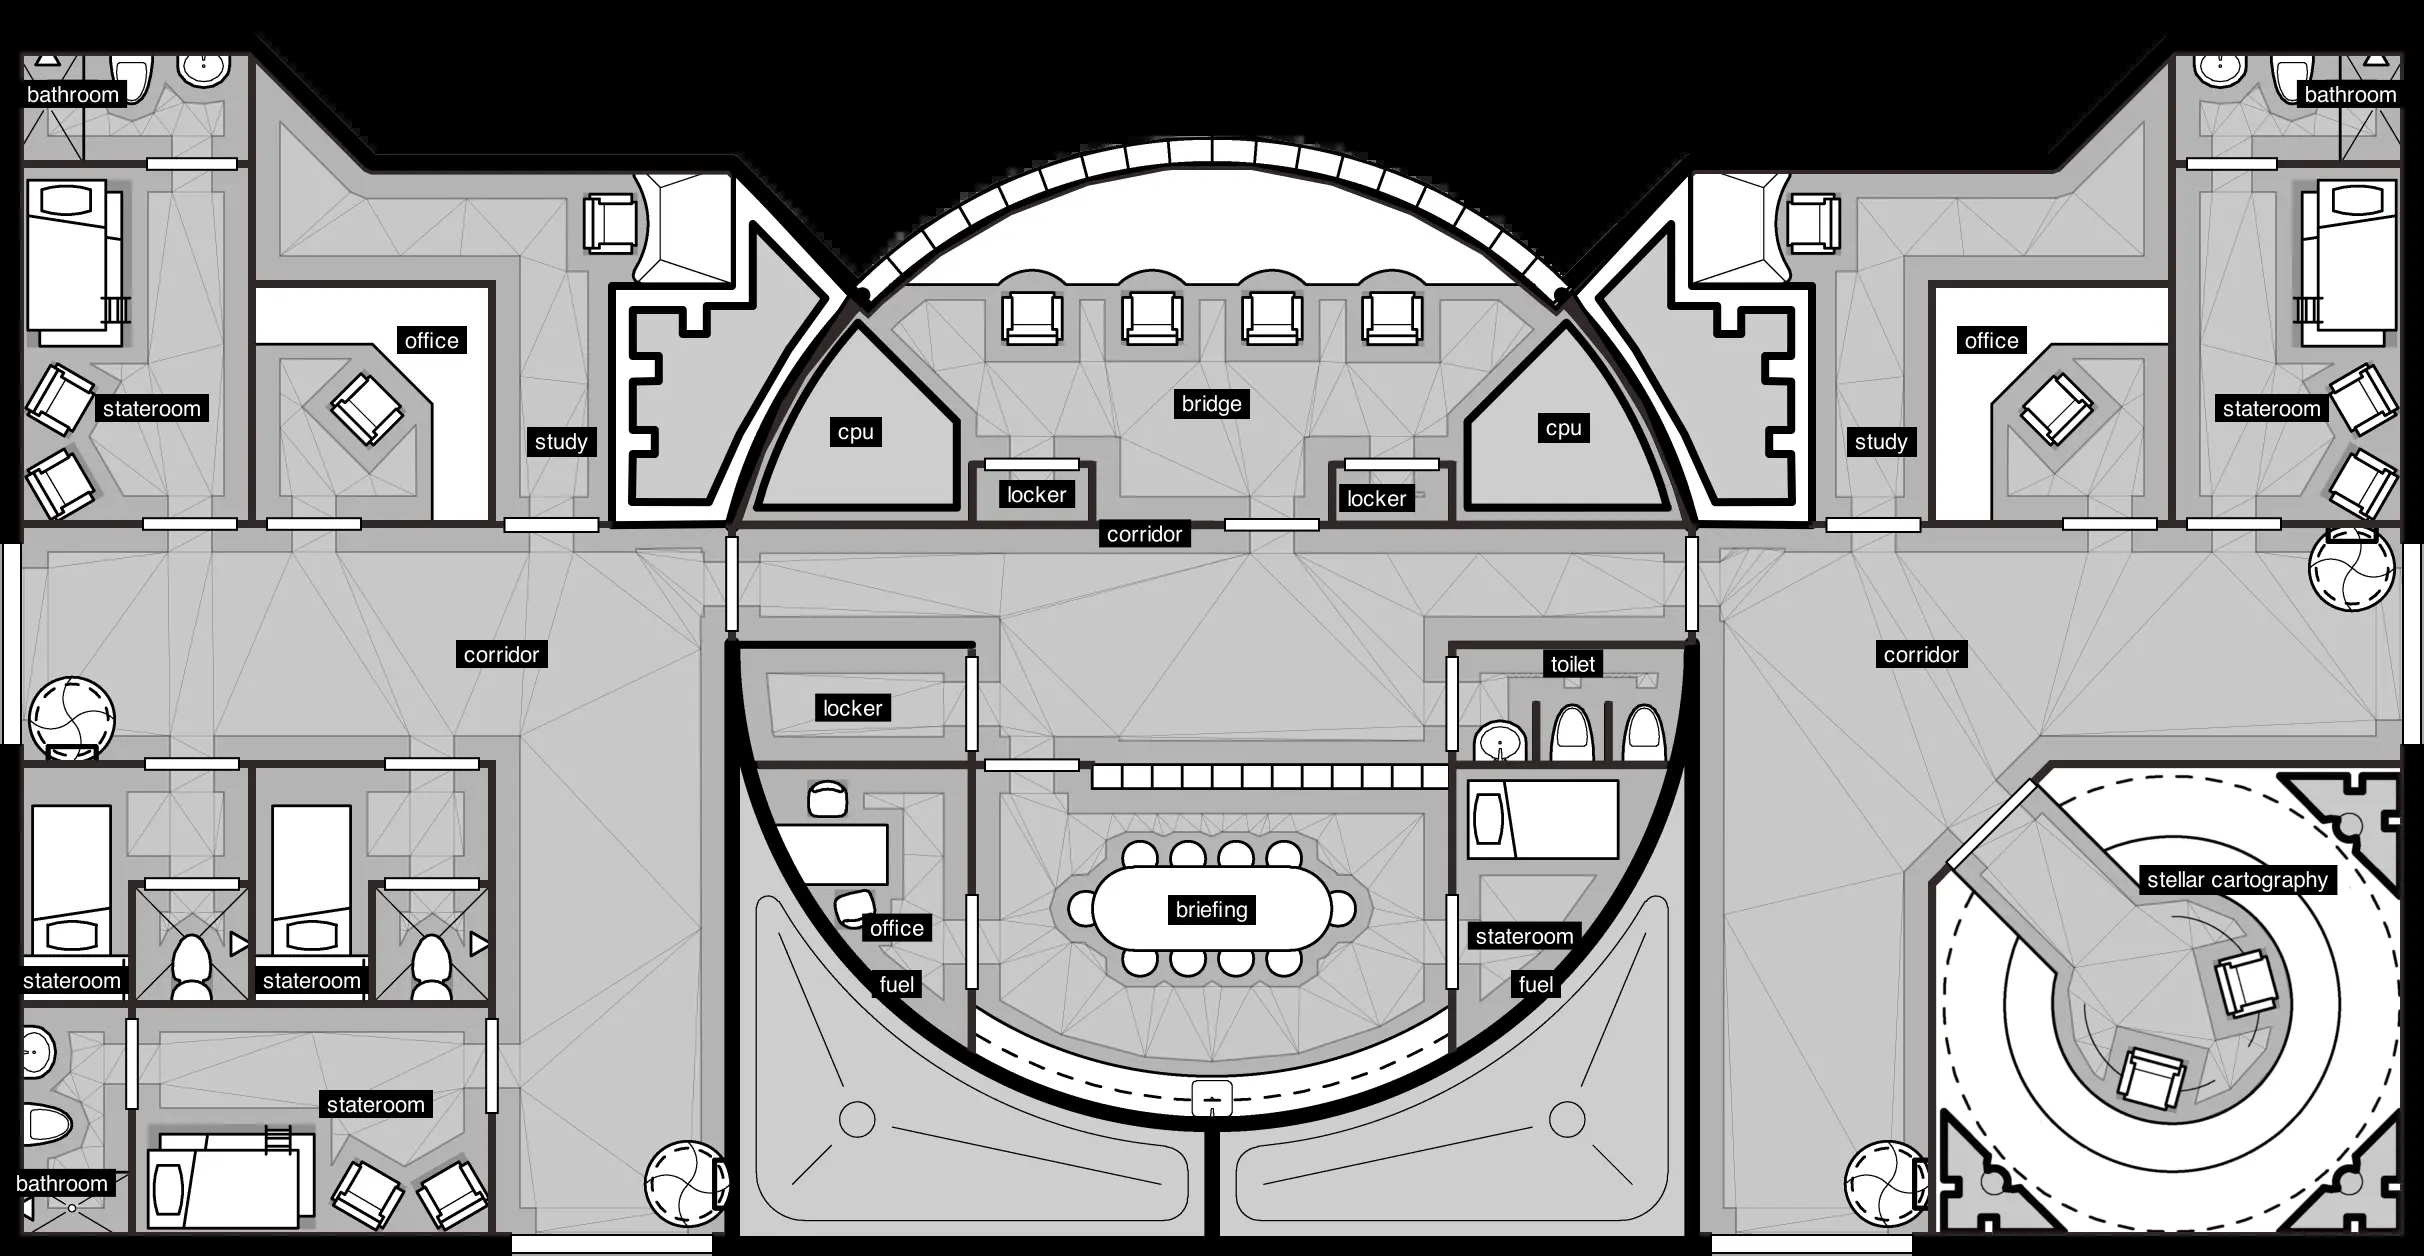 bathroom
bathroom
office
office
stateroom
bridge
stateroom
study
cpu
cpu
study
locker
locker
corridor
corridor
corridor
toilet
locker
stellar cartography
briefing
office
stateroom
stateroom
stateroom
fuel
fuel
stateroom
bathroom